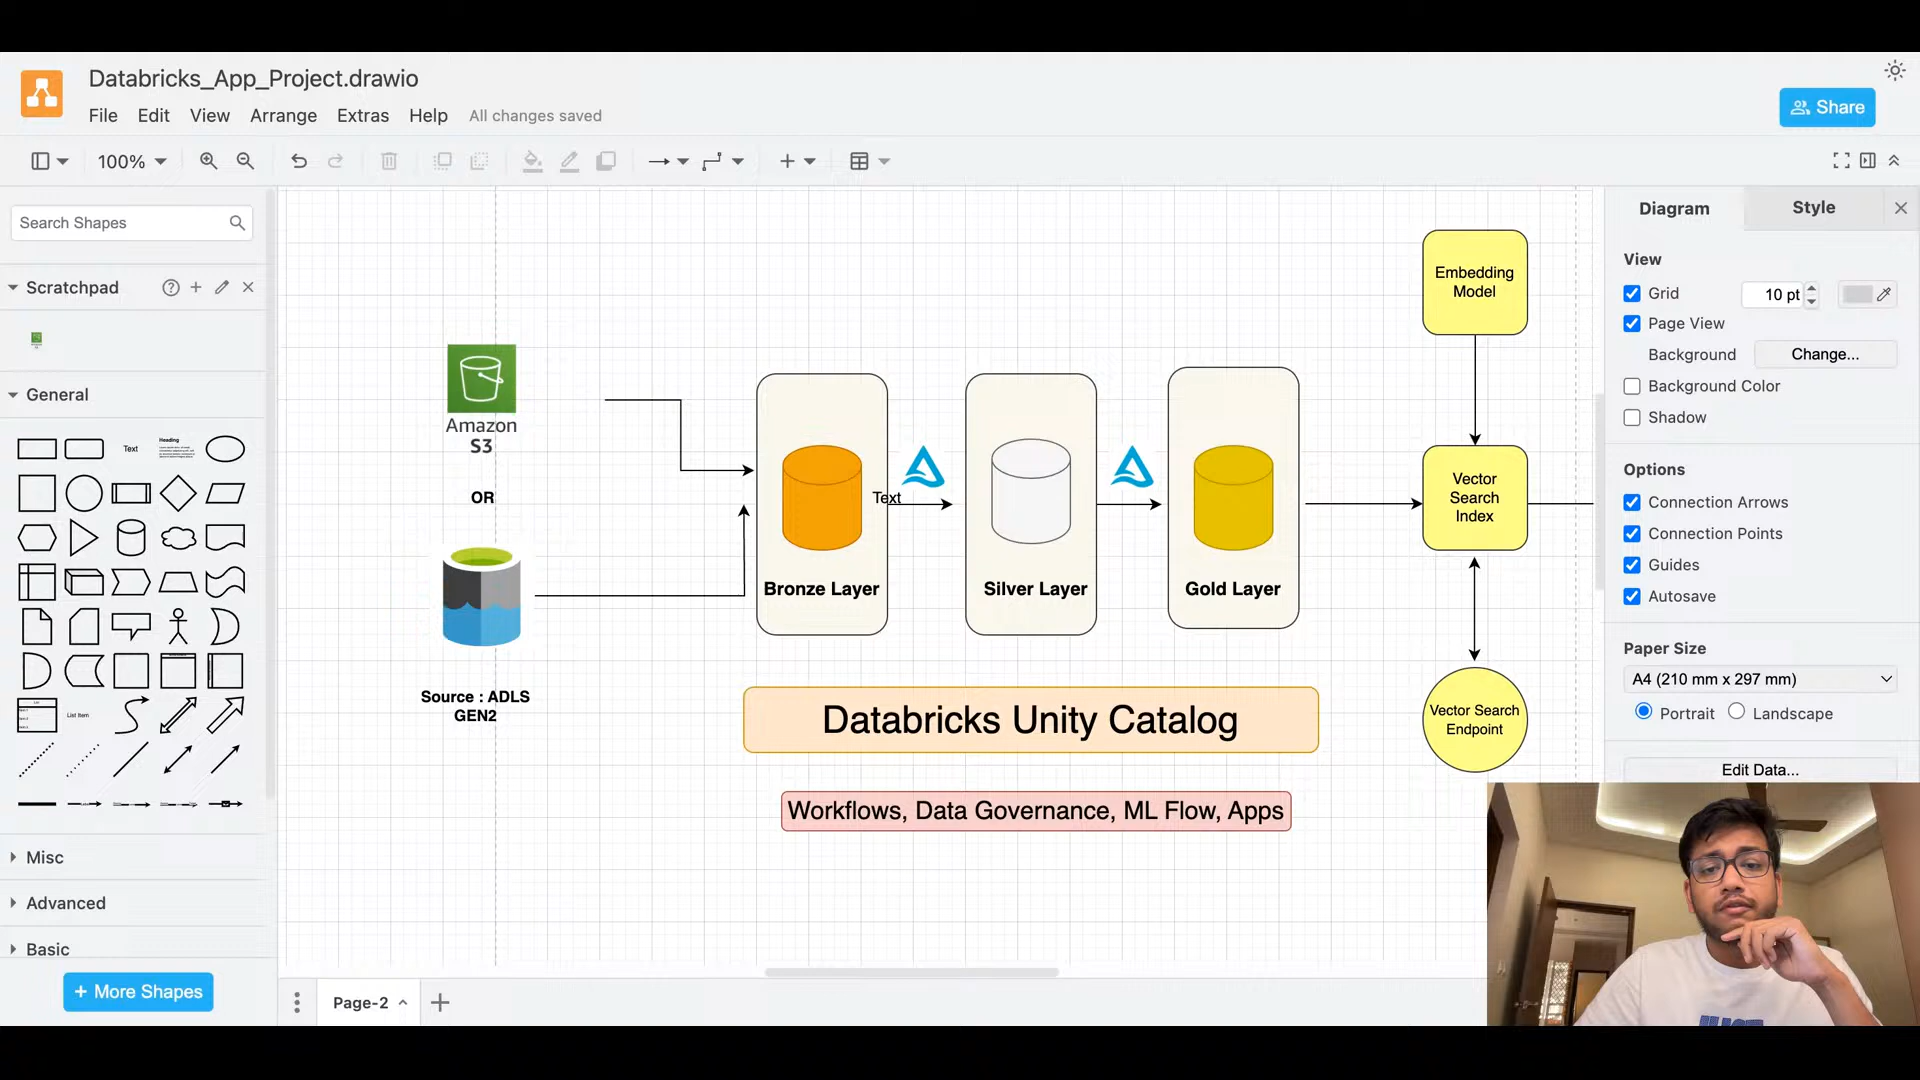 Databricks_App_Project.drawio
File Edit View Arrange Extras Help All changes saved
Share
100%
Search Shapes
Scratchpad
General
Text
Heading
List
List Item
Misc
Advanced
Basic
+ More Shapes
Amazon
S3
OR
Source : ADLS
GEN2
Bronze Layer
Text
Silver Layer
Gold Layer
Databricks Unity Catalog
Workflows, Data Governance, ML Flow, Apps
Embedding
Model
Vector
Search
Index
Vector Search
Endpoint
Page-2
Diagram Style
View
Grid 10 pt
Page View
Background Change...
Background Color
Shadow
Options
Connection Arrows
Connection Points
Guides
Autosave
Paper Size
A4 (210 mm x 297 mm)
Portrait Landscape
Edit Data...